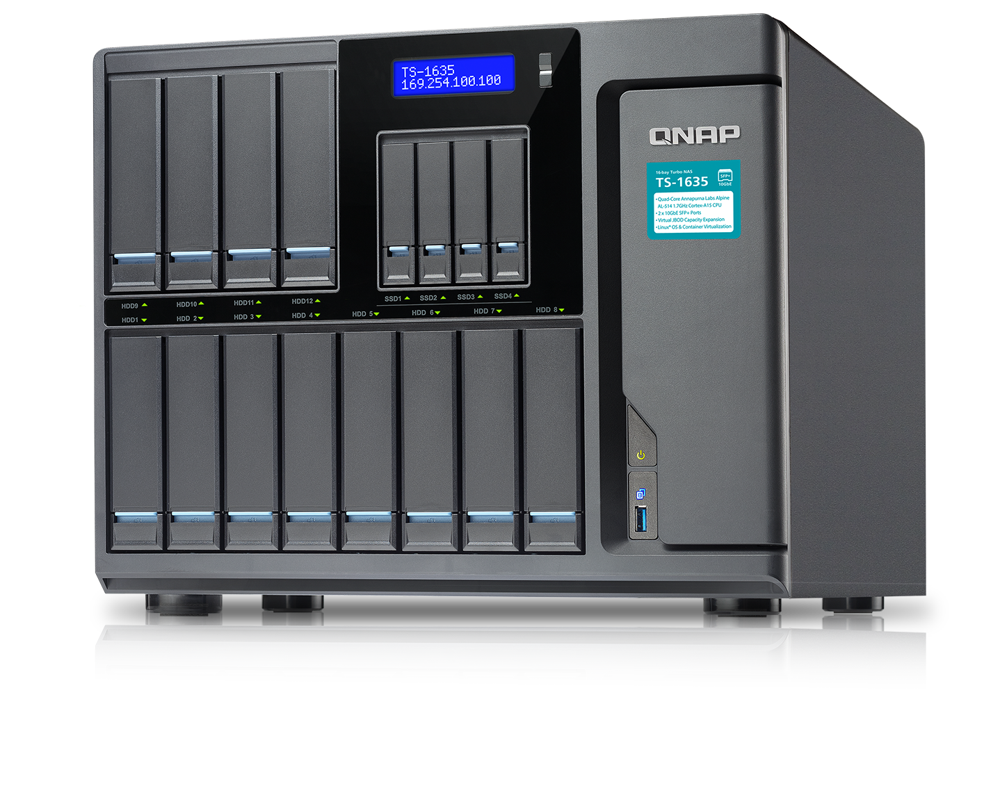 TS-1635
169.254.100.100
QNAP
16-bay Turbo NAS
TS-1635
SFP+
10GbE
•Quad-Core Annapurna Labs Alpine
AL-514 1.7GHz Cortex-A15 CPU
•2 x 10GbE SFP+ Ports
•Virtual JBOD Capacity Expansion
•Linux® OS & Container Virtualization
SSD1 SSD2 SSD3 SSD4
HDD9 HDD10 HDD11 HDD12
HDD1 HDD 2 HDD 3 HDD 4 HDD 5 HDD 6 HDD 7 HDD 8